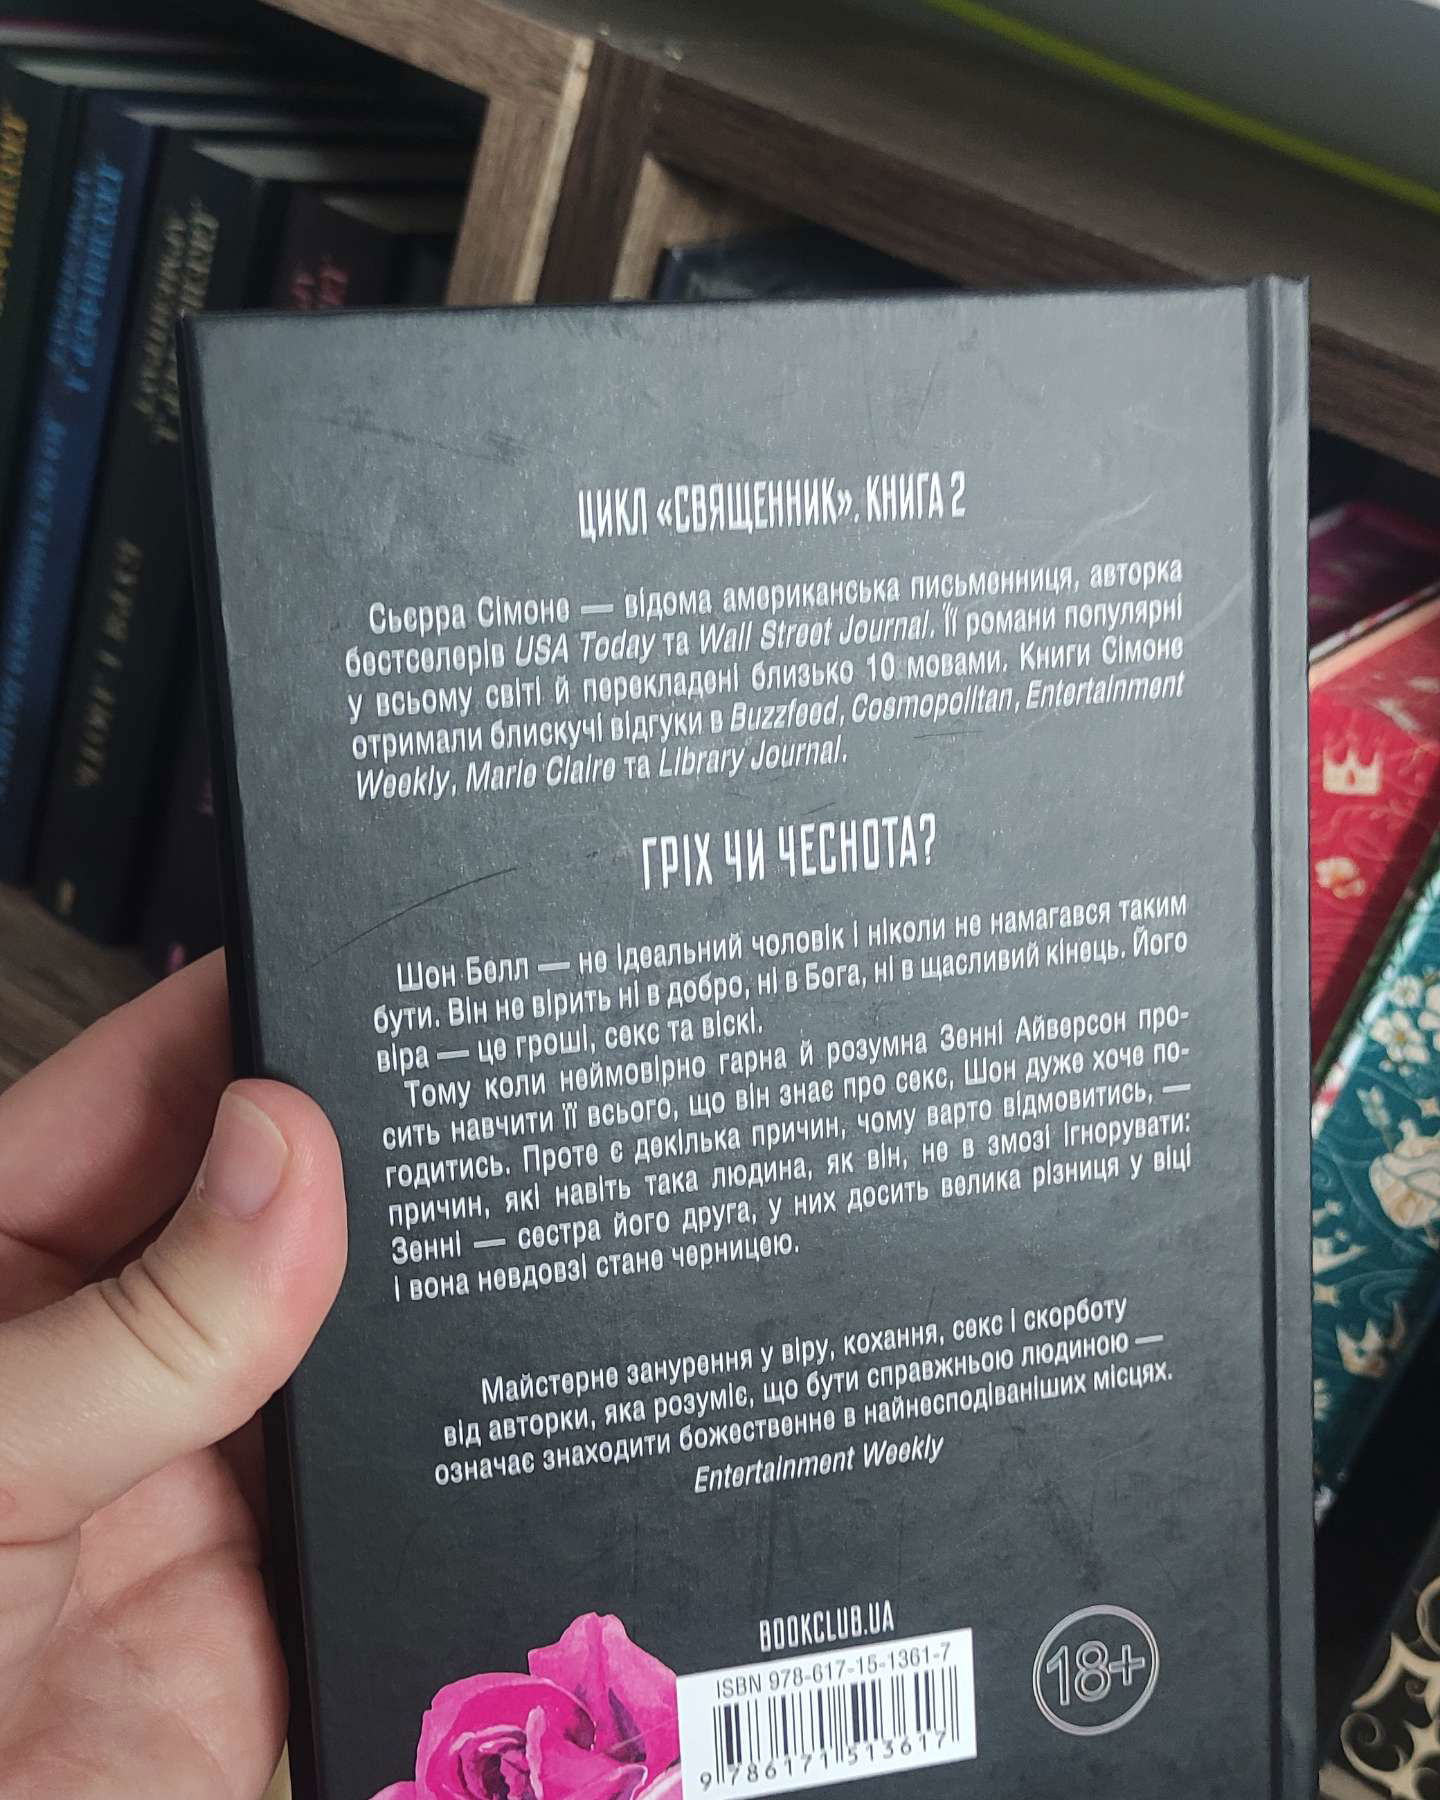 ЦИКЛ «СВЯЩЕННИК». КНИГА 2
Сьєрра Сімоне — відома американська письменниця, авторка
бестселерів USA Today та Wall Street Journal. Її романи популярні
у всьому світі й перекладені близько 10 мовами. Книги Сімоне
отримали блискучі відгуки в Buzzfeed, Cosmopolitan, Entertainment
Weekly, Marie Claire та Library Journal.
ГРІХ ЧИ ЧЕСНОТА?
Шон Белл — не ідеальний чоловік і ніколи не намагався таким
бути. Він не вірить ні в добро, ні в Бога, ні в щасливий кінець. Його
віра — це гроші, секс та віскі.
Тому коли неймовірно гарна й розумна Зенні Айверсон про-
сить навчити її всього, що він знає про секс, Шон дуже хоче по-
годитись. Проте є декілька причин, чому варто відмовитись, —
причин, які навіть така людина, як він, не в змозі ігнорувати:
Зенні — сестра його друга, у них досить велика різниця у віці
і вона невдовзі стане черницею.
Майстерне занурення у віру, кохання, секс і скорботу
від авторки, яка розуміє, що бути справжньою людиною —
означає знаходити божественне в найнесподіваніших місцях.
Entertainment Weekly
BOOKCLUB.UA
ISBN 978-617-15-1361-7
9 786171 513617
18+